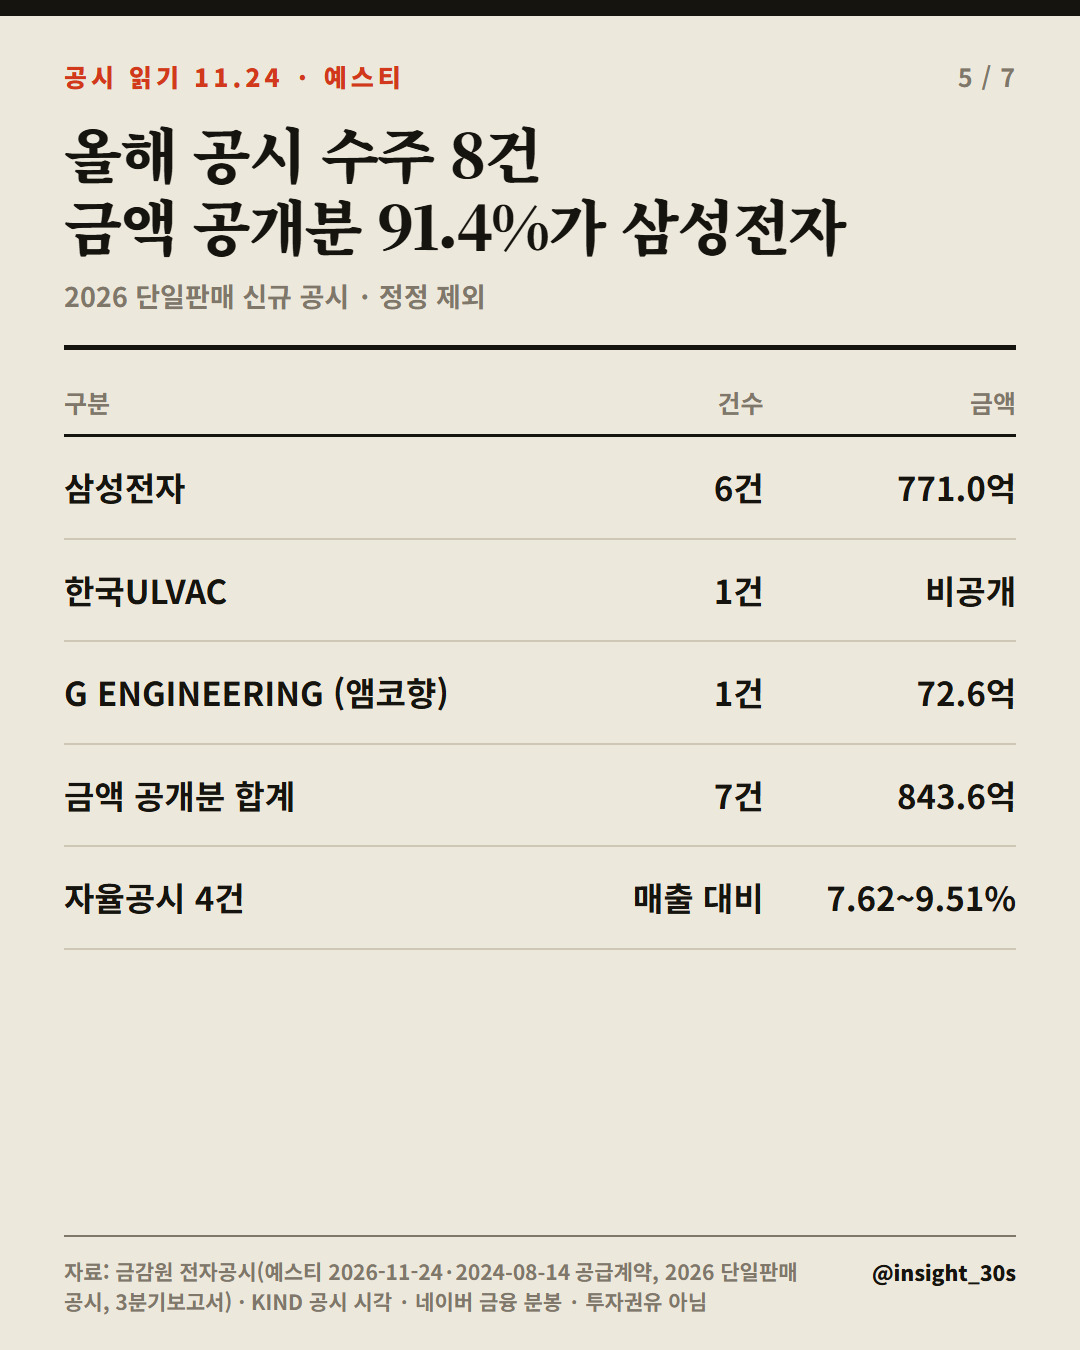 공시 읽기 11.24 · 예스티
5 / 7
올해 공시 수주 8건
금액 공개분 91.4%가 삼성전자
2026 단일판매 신규 공시 · 정정 제외
구분 건수 금액
삼성전자 6건 771.0억
한국ULVAC 1건 비공개
G ENGINEERING (앰코향) 1건 72.6억
금액 공개분 합계 7건 843.6억
자율공시 4건 매출 대비 7.62~9.51%
자료: 금감원 전자공시(예스티 2026-11-24·2024-08-14 공급계약, 2026 단일판매
공시, 3분기보고서) · KIND 공시 시각 · 네이버 금융 분봉 · 투자권유 아님
@insight_30s